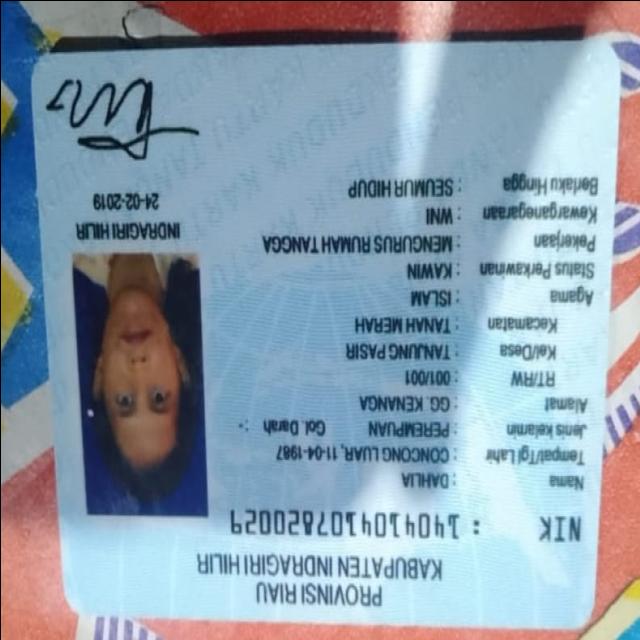 PROVINSI RIAU
KABUPATEN INDRAGIRI HILIR
NIK : 1404104107820029
Nama : DAHLIA
Tempat/Tgl Lahir : CONCONG LUAR, 11-04-1987
Jenis kelamin : PEREMPUAN Gol. Darah : -
Alamat : GG. KENANGA
RT/RW : 001/001
Kel/Desa : TANJUNG PASIR
Kecamatan : TANAH MERAH
Agama : ISLAM
Status Perkawinan : KAWIN
Pekerjaan : MENGURUS RUMAH TANGGA
Kewarganegaraan : WNI
Berlaku Hingga : SEUMUR HIDUP
INDRAGIRI HILIR
24-02-2019